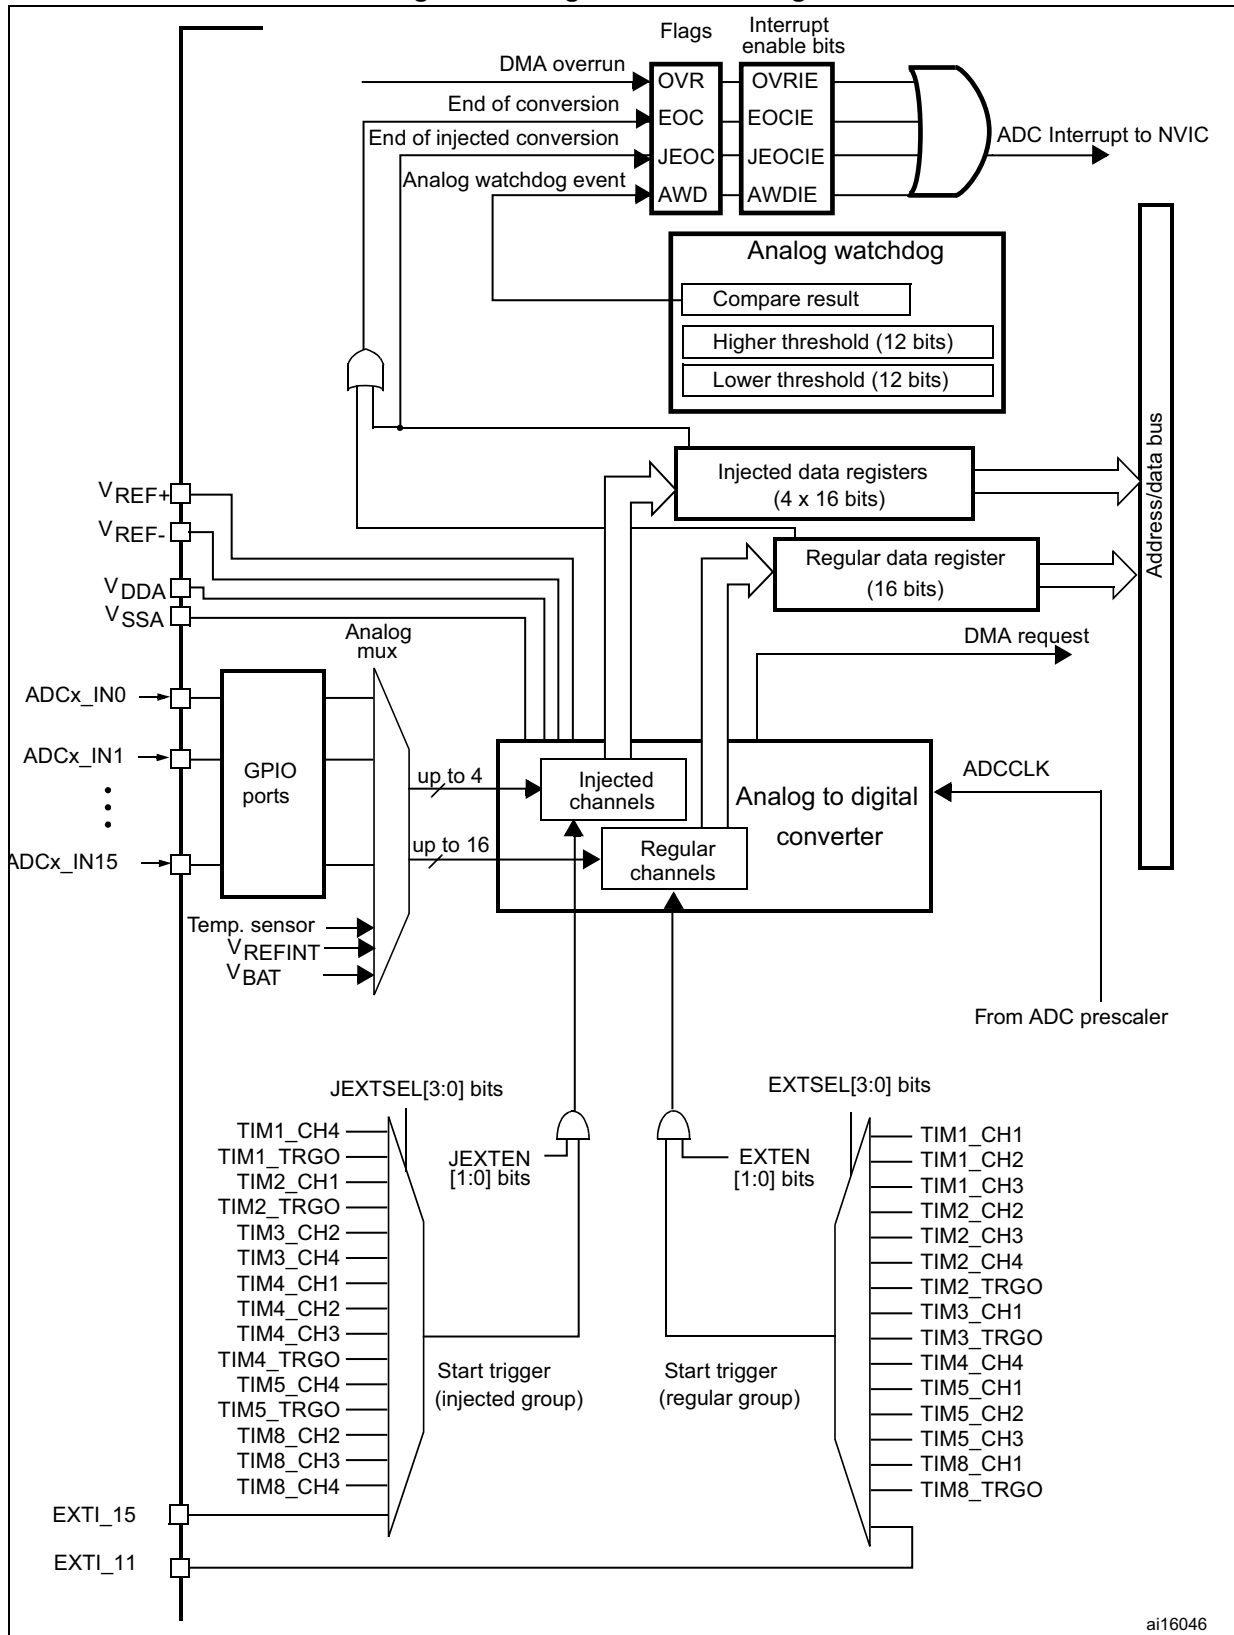 Flags
Interrupt
enable bits
DMA overrun
OVR
OVRIE
End of conversion
EOC
EOCIE
End of injected conversion
JEOC
JEOCIE
ADC Interrupt to NVIC
Analog watchdog event
AWD
AWDIE
Analog watchdog
Compare result
Higher threshold (12 bits)
Lower threshold (12 bits)
Address/data bus
Injected data registers
(4 x 16 bits)
VREF+
VREF-
Regular data register
(16 bits)
VDDA
VSSA
Analog
mux
DMA request
ADCx_IN0
ADCx_IN1
ADCx_IN15
GPIO
ports
up to 4
up to 16
Injected
channels
Regular
channels
Analog to digital
converter
ADCCLK
Temp. sensor
VREFINT
VBAT
From ADC prescaler
JEXTSEL[3:0] bits
EXTSEL[3:0] bits
JEXTEN
[1:0] bits
EXTEN
[1:0] bits
TIM1_CH4
TIM1_TRGO
TIM2_CH1
TIM2_TRGO
TIM3_CH2
TIM3_CH4
TIM4_CH1
TIM4_CH2
TIM4_CH3
TIM4_TRGO
TIM5_CH4
TIM5_TRGO
TIM8_CH2
TIM8_CH3
TIM8_CH4
Start trigger
(injected group)
Start trigger
(regular group)
TIM1_CH1
TIM1_CH2
TIM1_CH3
TIM2_CH2
TIM2_CH3
TIM2_CH4
TIM2_TRGO
TIM3_CH1
TIM3_TRGO
TIM4_CH4
TIM5_CH1
TIM5_CH2
TIM5_CH3
TIM8_CH1
TIM8_TRGO
EXTI_15
EXTI_11
ai16046